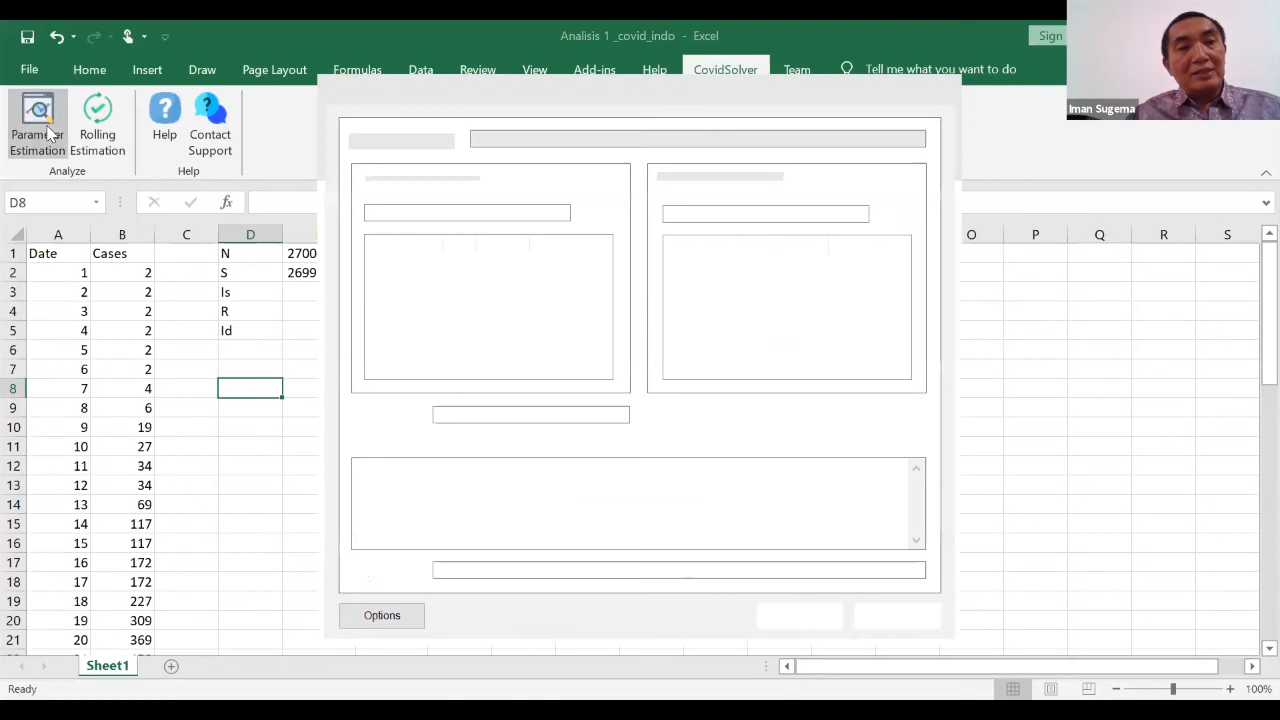 Analisis 1 _covid_indo - Excel
Sign
File Home Insert Draw Page Layout Formulas Data Review View Add-ins Help CovidSolver Team Tell me what you want to do
Iman Sugema
Parameter Estimation
Rolling Estimation
Help
Contact Support
Analyze
Help
D8
fx
A B C D O P Q R S
1 Date Cases N 2700
2 1 2 S 2699
3 2 2 Is
4 3 2 R
5 4 2 Id
6 5 2
7 6 2
8 7 4
9 8 6
10 9 19
11 10 27
12 11 34
13 12 34
14 13 69
15 14 117
16 15 117
17 16 172
18 17 172
19 18 227
20 19 309
21 20 369
Options
Sheet1
Ready
100%